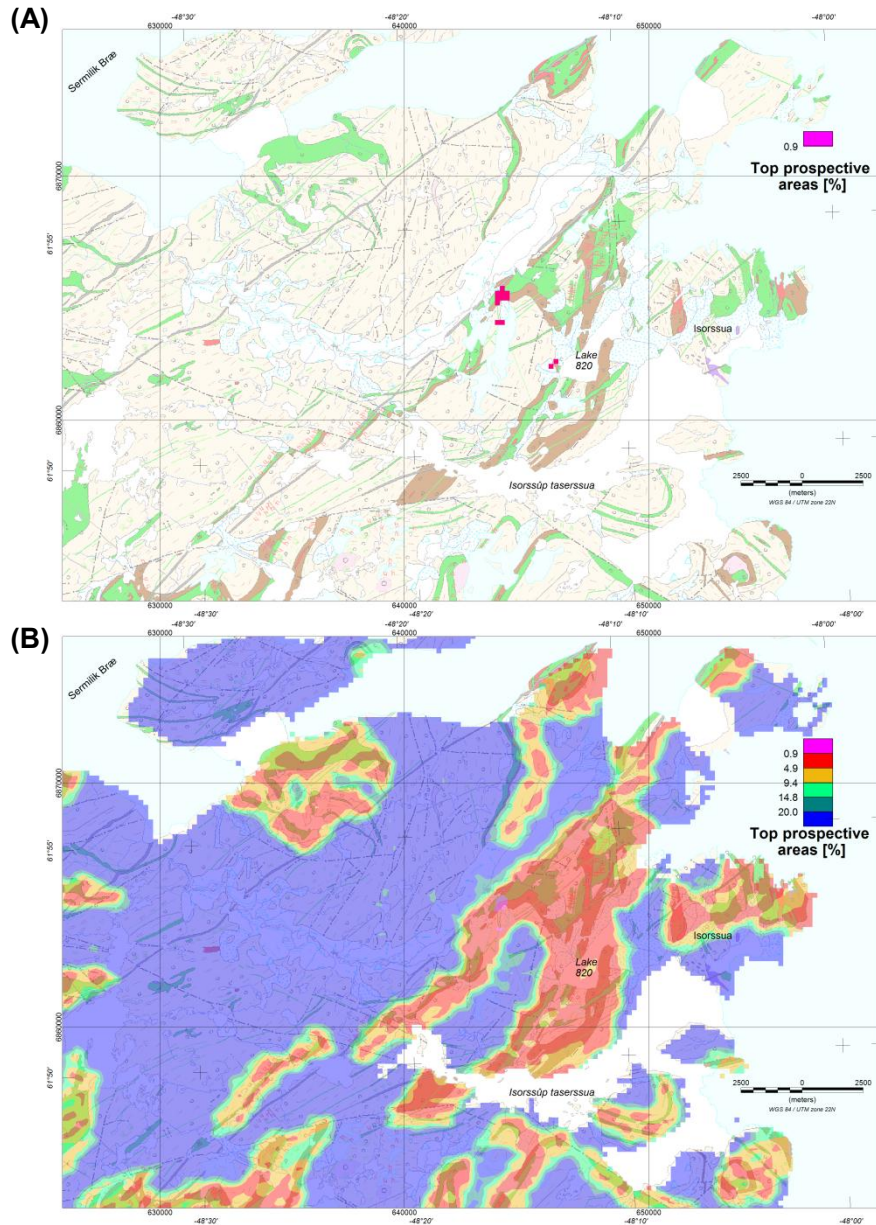 (A)
630000
-48°30'
-48°20'
640000
-48°10'
650000
-48°00'
Sermilik Bræ
0.9
Top prospective
areas [%]
6870000
61°55'
Isorssua
Lake
820
6860000
61°50'
Isorssûp taserssua
2500 0 2500
(meters)
WGS 84 / UTM zone 22N
630000
-48°30'
640000
-48°20'
-48°10'
650000
-48°00'
(B)
630000
-48°30'
-48°20'
640000
-48°10'
650000
-48°00'
Sermilik Bræ
0.9
4.9
9.4
14.8
20.0
Top prospective
areas [%]
6870000
61°55'
Isorssua
Lake
820
6860000
61°50'
Isorssûp taserssua
2500 0 2500
(meters)
WGS 84 / UTM zone 22N
630000
-48°30'
640000
-48°20'
-48°10'
650000
-48°00'